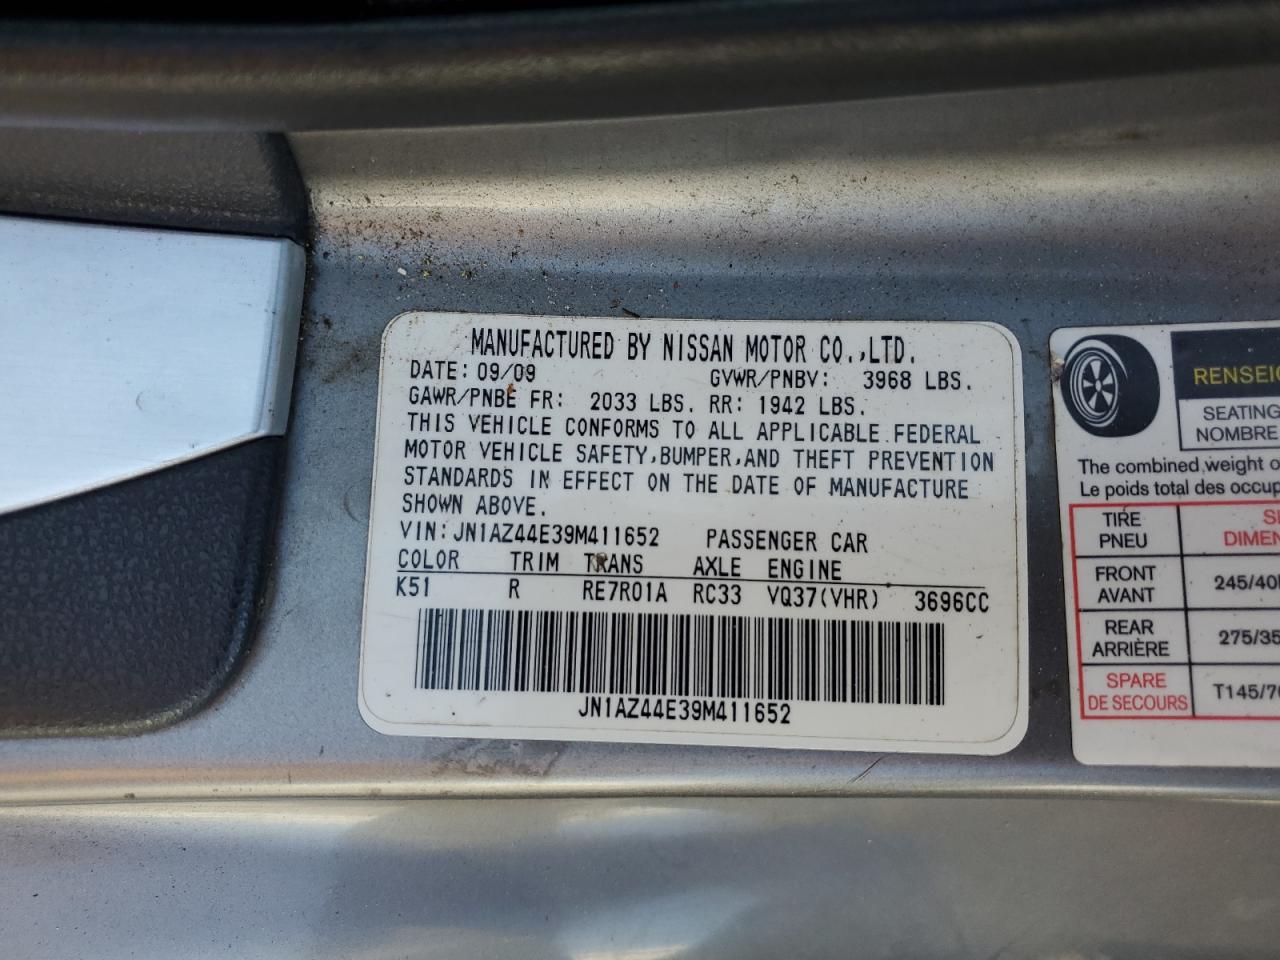 MANUFACTURED BY NISSAN MOTOR CO.,LTD.
DATE: 09/09 GVWR/PNBV: 3968 LBS.
GAWR/PNBE FR: 2033 LBS. RR: 1942 LBS.
THIS VEHICLE CONFORMS TO ALL APPLICABLE FEDERAL
MOTOR VEHICLE SAFETY,BUMPER,AND THEFT PREVENTION
STANDARDS IN EFFECT ON THE DATE OF MANUFACTURE
SHOWN ABOVE.
VIN:JN1AZ44E39M411652 PASSENGER CAR
COLOR TRIM TRANS AXLE ENGINE
K51 R RE7R01A RC33 VQ37(VHR) 3696CC
JN1AZ44E39M411652
RENSEIG
SEATING
NOMBRE
The combined weight o
Le poids total des occup
TIRE
PNEU
SI
DIMEN
FRONT
AVANT
245/40
REAR
ARRIÈRE
275/35
SPARE
DE SECOURS
T145/70